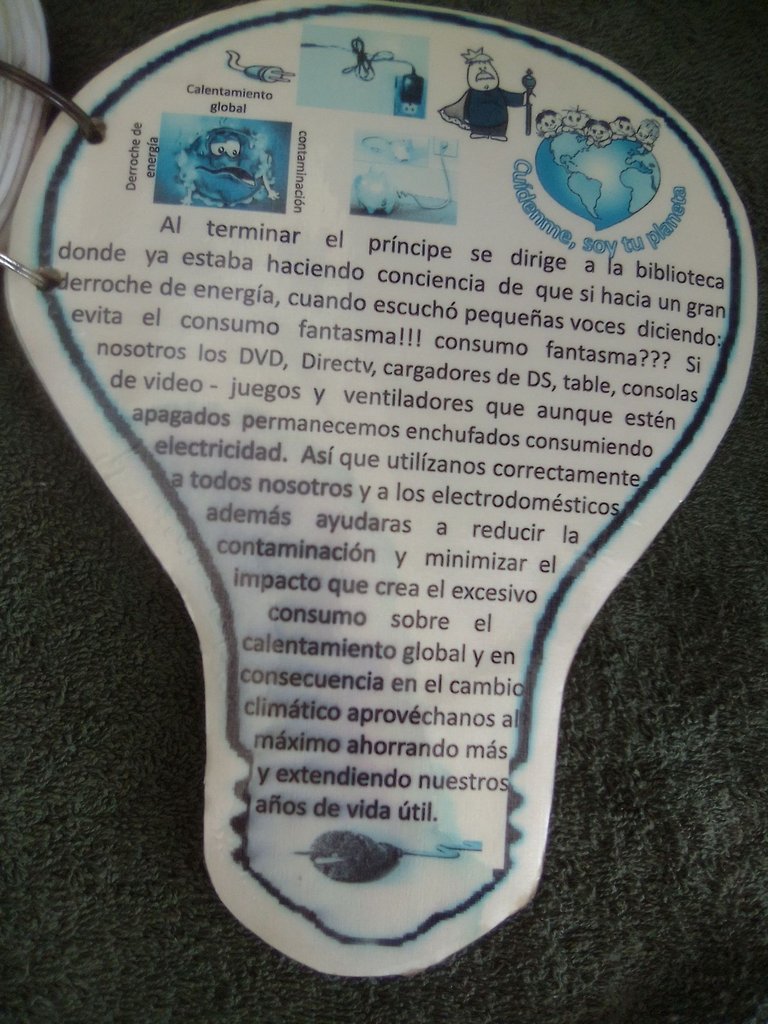 Calentamiento
global
Derroche de
energía
contaminación
Cuídenme, soy tu planeta
Al terminar el príncipe se dirige a la biblioteca
donde ya estaba haciendo conciencia de que si hacia un gran
derroche de energía, cuando escuchó pequeñas voces diciendo:
evita el consumo fantasma!!! consumo fantasma??? Si
nosotros los DVD, Directv, cargadores de DS, table, consolas
de video - juegos y ventiladores que aunque estén
apagados permanecemos enchufados consumiendo
electricidad. Así que utilízanos correctamente
a todos nosotros y a los electrodomésticos
además ayudaras a reducir la
contaminación y minimizar el
impacto que crea el excesivo
consumo sobre el
calentamiento global y en
consecuencia en el cambio
climático aprovéchanos al
máximo ahorrando más
y extendiendo nuestros
años de vida útil.